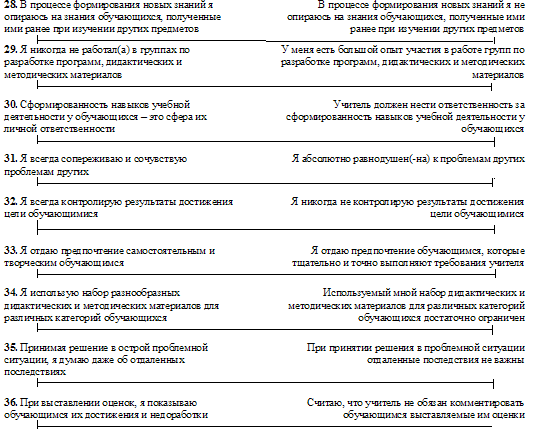 28. В процессе формирования новых знаний я
опираюсь на знания обучающихся, полученные
ими ранее при изучении других предметов
В процессе формирования новых знаний я не
опираюсь на знания обучающихся, полученные ими
ранее при изучении других предметов
29. Я никогда не работал(а) в группах по
разработке программ, дидактических и
методических материалов
У меня есть большой опыт участия в работе групп по
разработке программ, дидактических и методических
материалов
30. Сформированность навыков учебной
деятельности у обучающихся – это сфера их
личной ответственности
Учитель должен нести ответственность за
сформированность навыков учебной деятельности у
обучающихся
31. Я всегда сопереживаю и сочувствую
проблемам других
Я абсолютно равнодушен(-на) к проблемам других
32. Я всегда контролирую результаты достижения
цели обучающимися
Я никогда не контролирую результаты достижения
цели обучающимися
33. Я отдаю предпочтение самостоятельным и
творческим обучающимся
Я отдаю предпочтение обучающимся, которые
тщательно и точно выполняют требования учителя
34. Я использую набор разнообразных
дидактических и методических материалов для
различных категорий обучающихся
Используемый мной набор дидактических и
методических материалов для различных категорий
обучающихся достаточно ограничен
35. Принимая решение в острой проблемной
ситуации, я думаю даже об отдаленных
последствиях
При принятии решения в проблемной ситуации
отдаленные последствия не важны
36. При выставлении оценок, я показываю
обучающимся их достижения и недоработки
Считаю, что учитель не обязан комментировать
обучающимся выставляемые им оценки